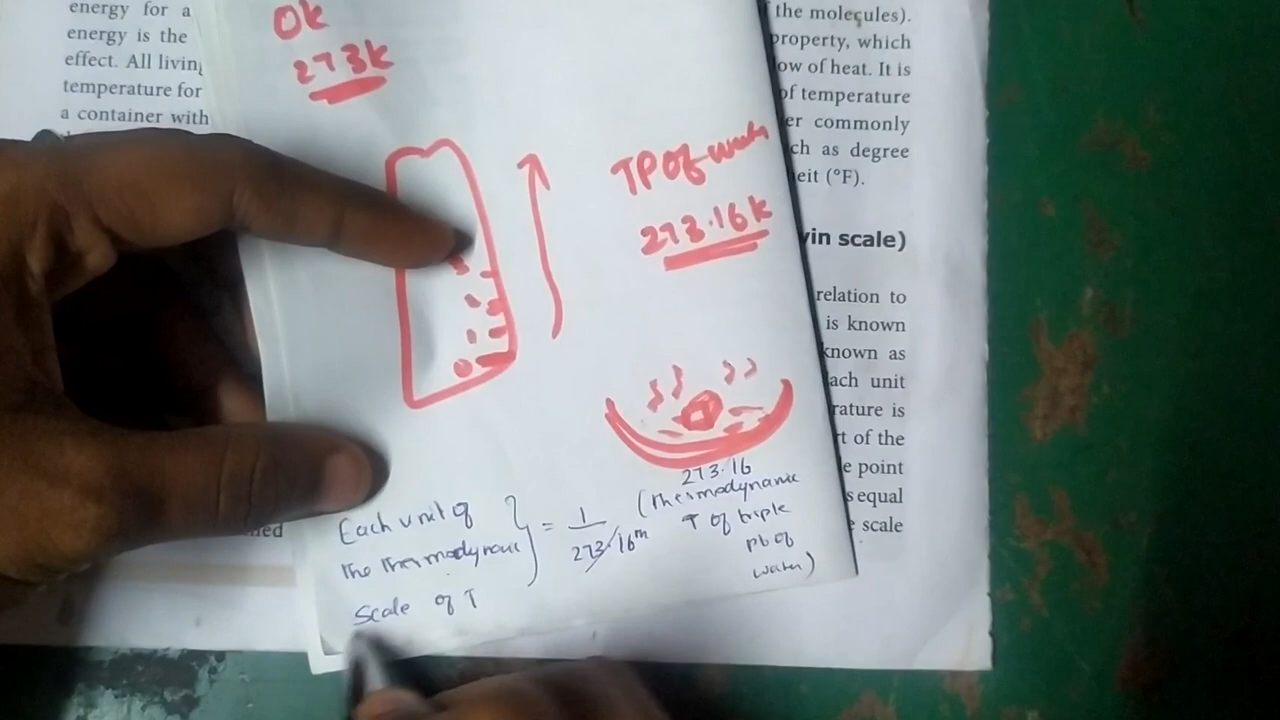 energy for a
energy is the
effect. All living
temperature for
a container with
0k
273k
TP of water
273.16k
273.16
Each unit of
the thermodynamic
Scale of T
= 1
273.16th
(thermodynamic
T of triple
pt of
water)
the molecules).
property, which
ow of heat. It is
of temperature
er commonly
ch as degree
eit (°F).
vin scale)
relation to
is known
known as
ach unit
rature is
t of the
e point
s equal
e scale